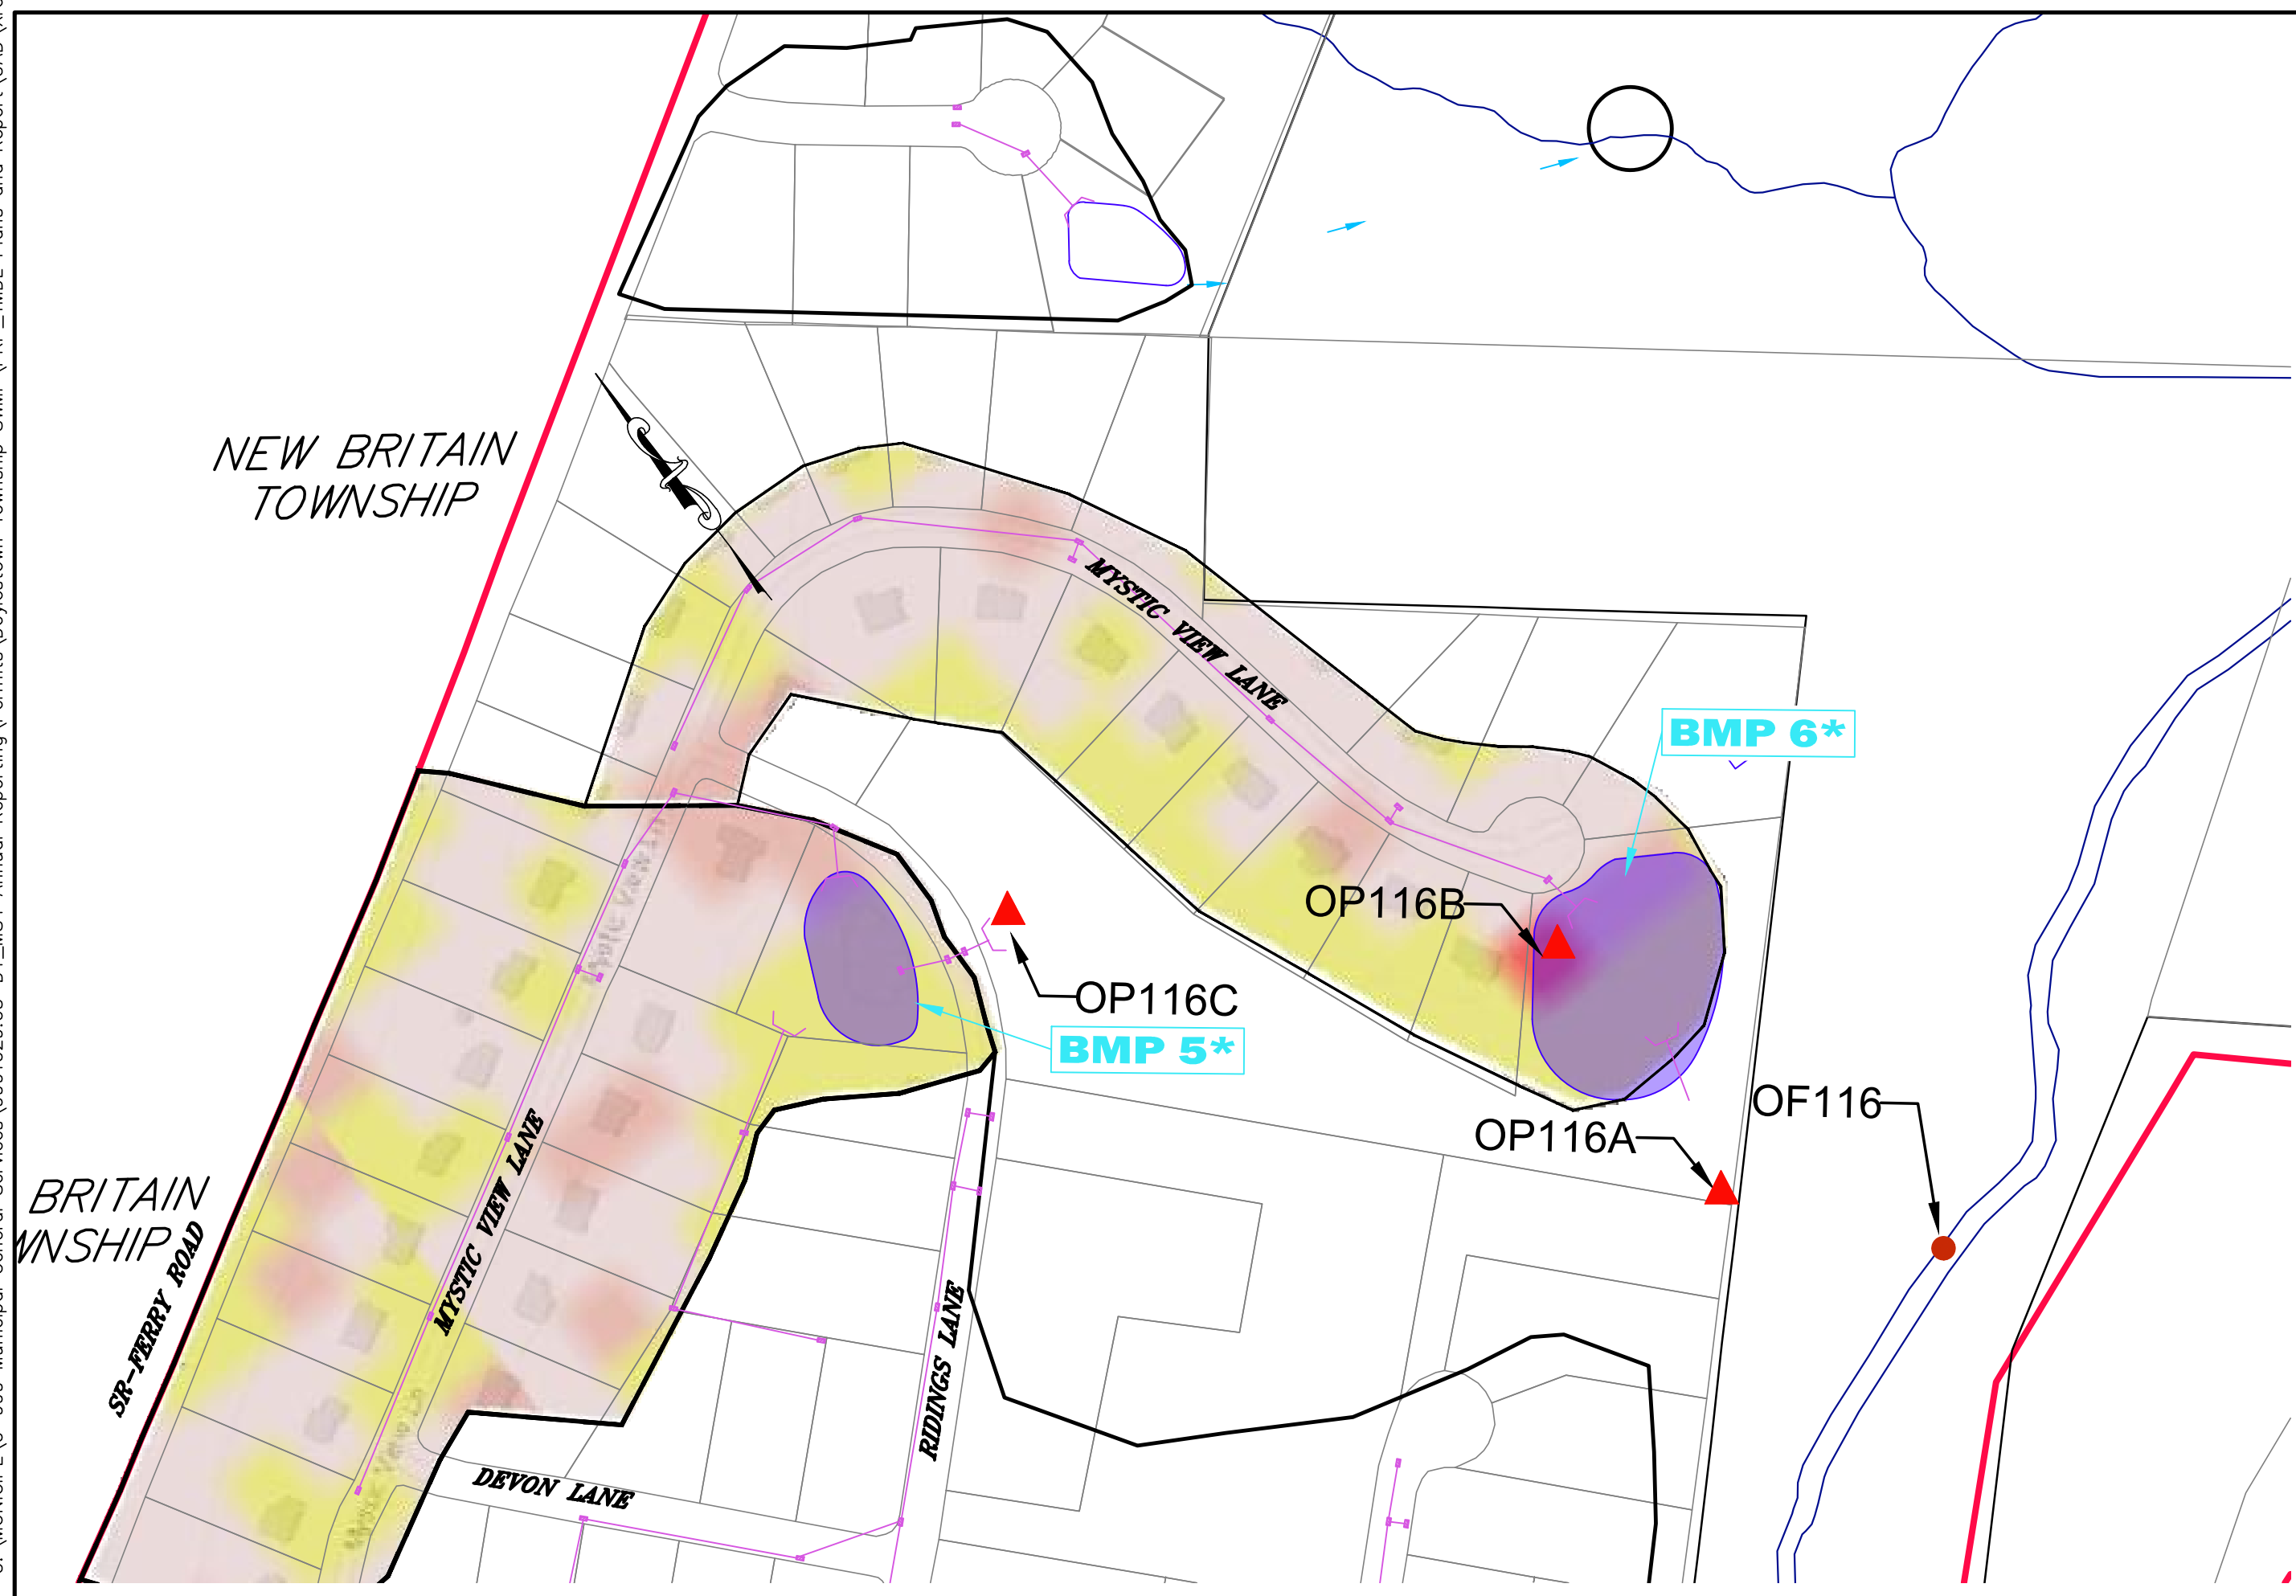 NEW BRITAIN
TOWNSHIP
MYSTIC VIEW LANE
BMP 6*
OP116B
OP116C
BMP 5*
OF116
OP116A
BRITAIN
WNSHIP
SR-FERRY ROAD
MYSTIC VIEW LANE
RIDINGS LANE
DEVON LANE